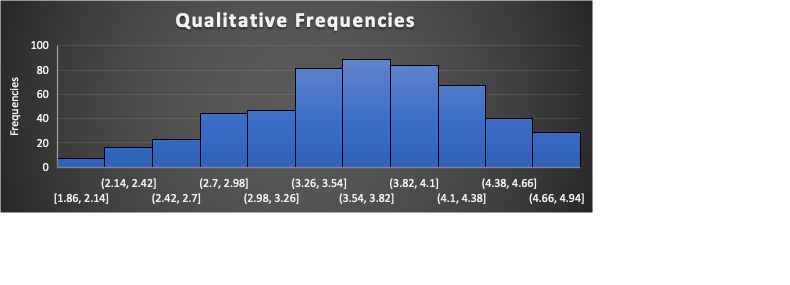 Qualitative Frequencies
Frequencies
100
80
60
40
20
0
(2.14, 2.42] (2.7, 2.98] (3.26, 3.54] (3.82, 4.1] (4.38, 4.66]
[1.86, 2.14] (2.42, 2.7] (2.98, 3.26] (3.54, 3.82] (4.1, 4.38] (4.66, 4.94]